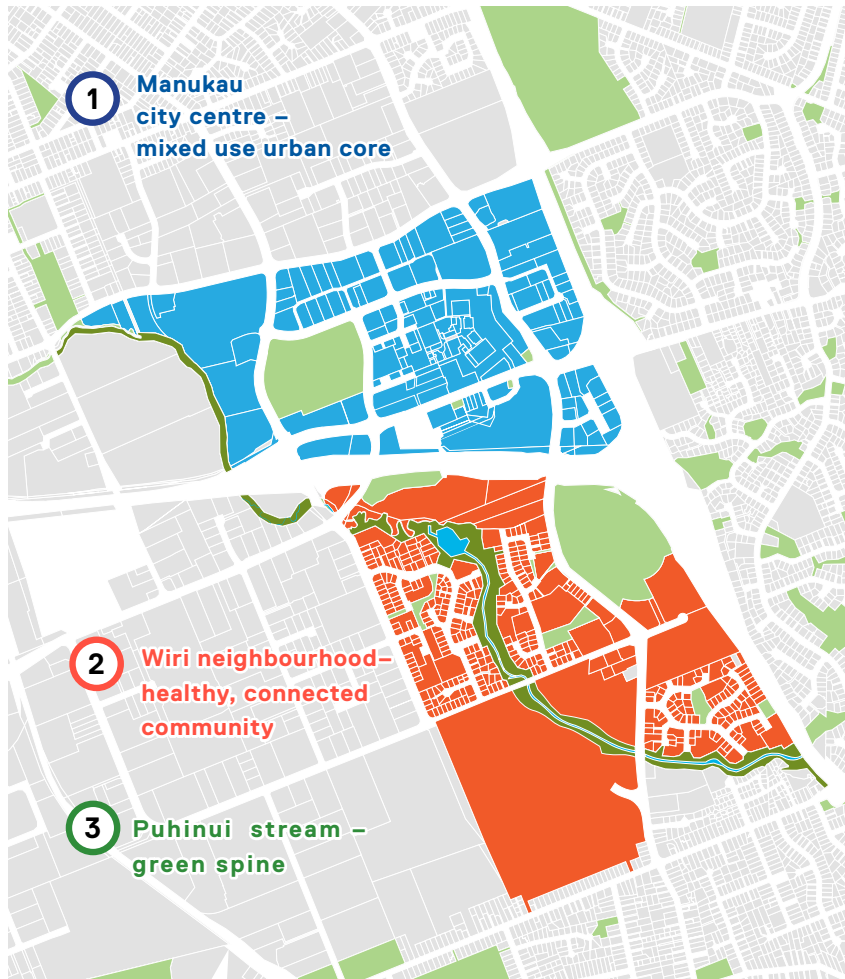 1
Manukau
city centre –
mixed use urban core
2
Wiri neighbourhood–
healthy, connected
community
3
Puhinui stream –
green spine